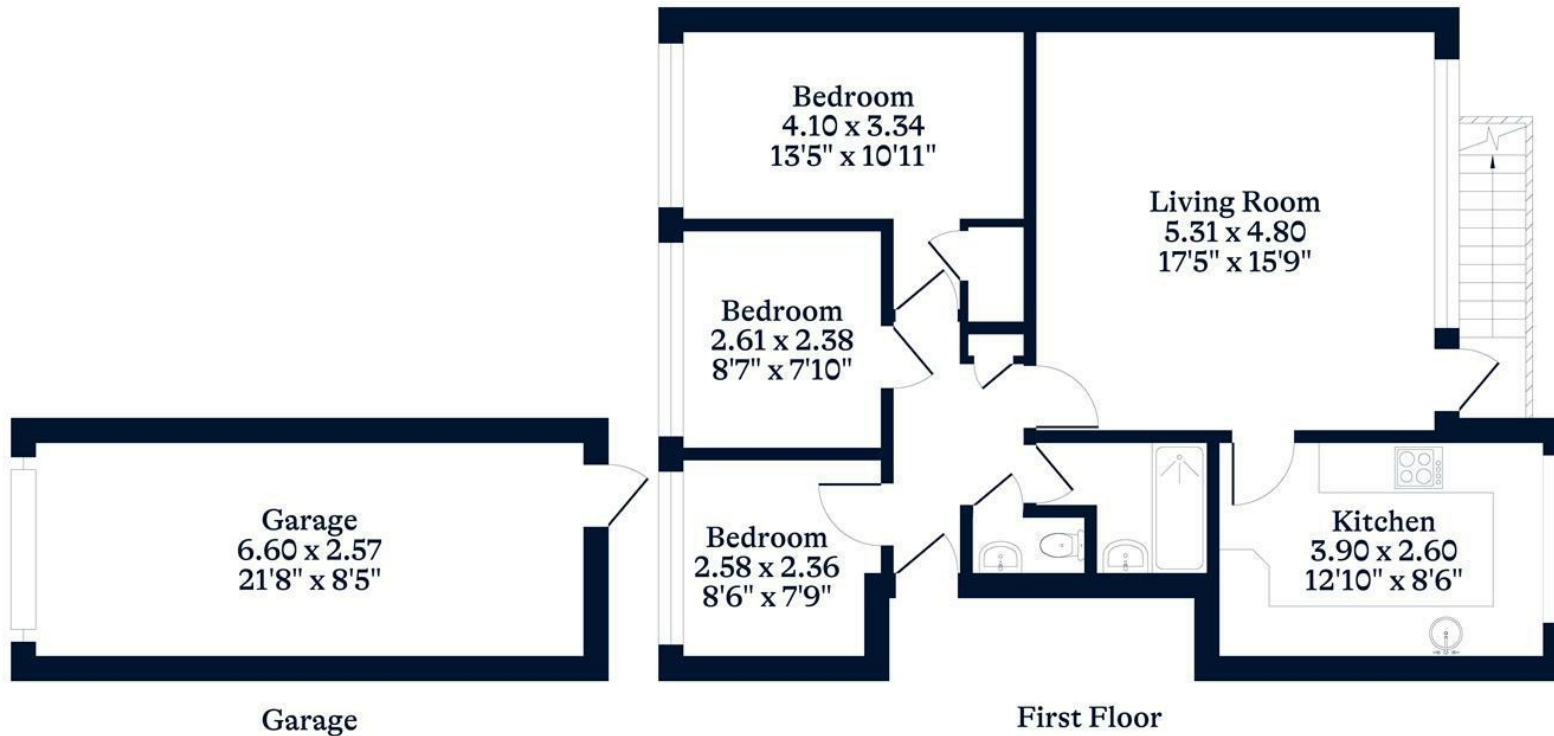 Bedroom
4.10 x 3.34
13'5" x 10'11"
Living Room
5.31 x 4.80
17'5" x 15'9"
Bedroom
2.61 x 2.38
8'7" x 7'10"
Garage
6.60 x 2.57
21'8" x 8'5"
Bedroom
2.58 x 2.36
8'6" x 7'9"
Kitchen
3.90 x 2.60
12'10" x 8'6"
Garage
First Floor